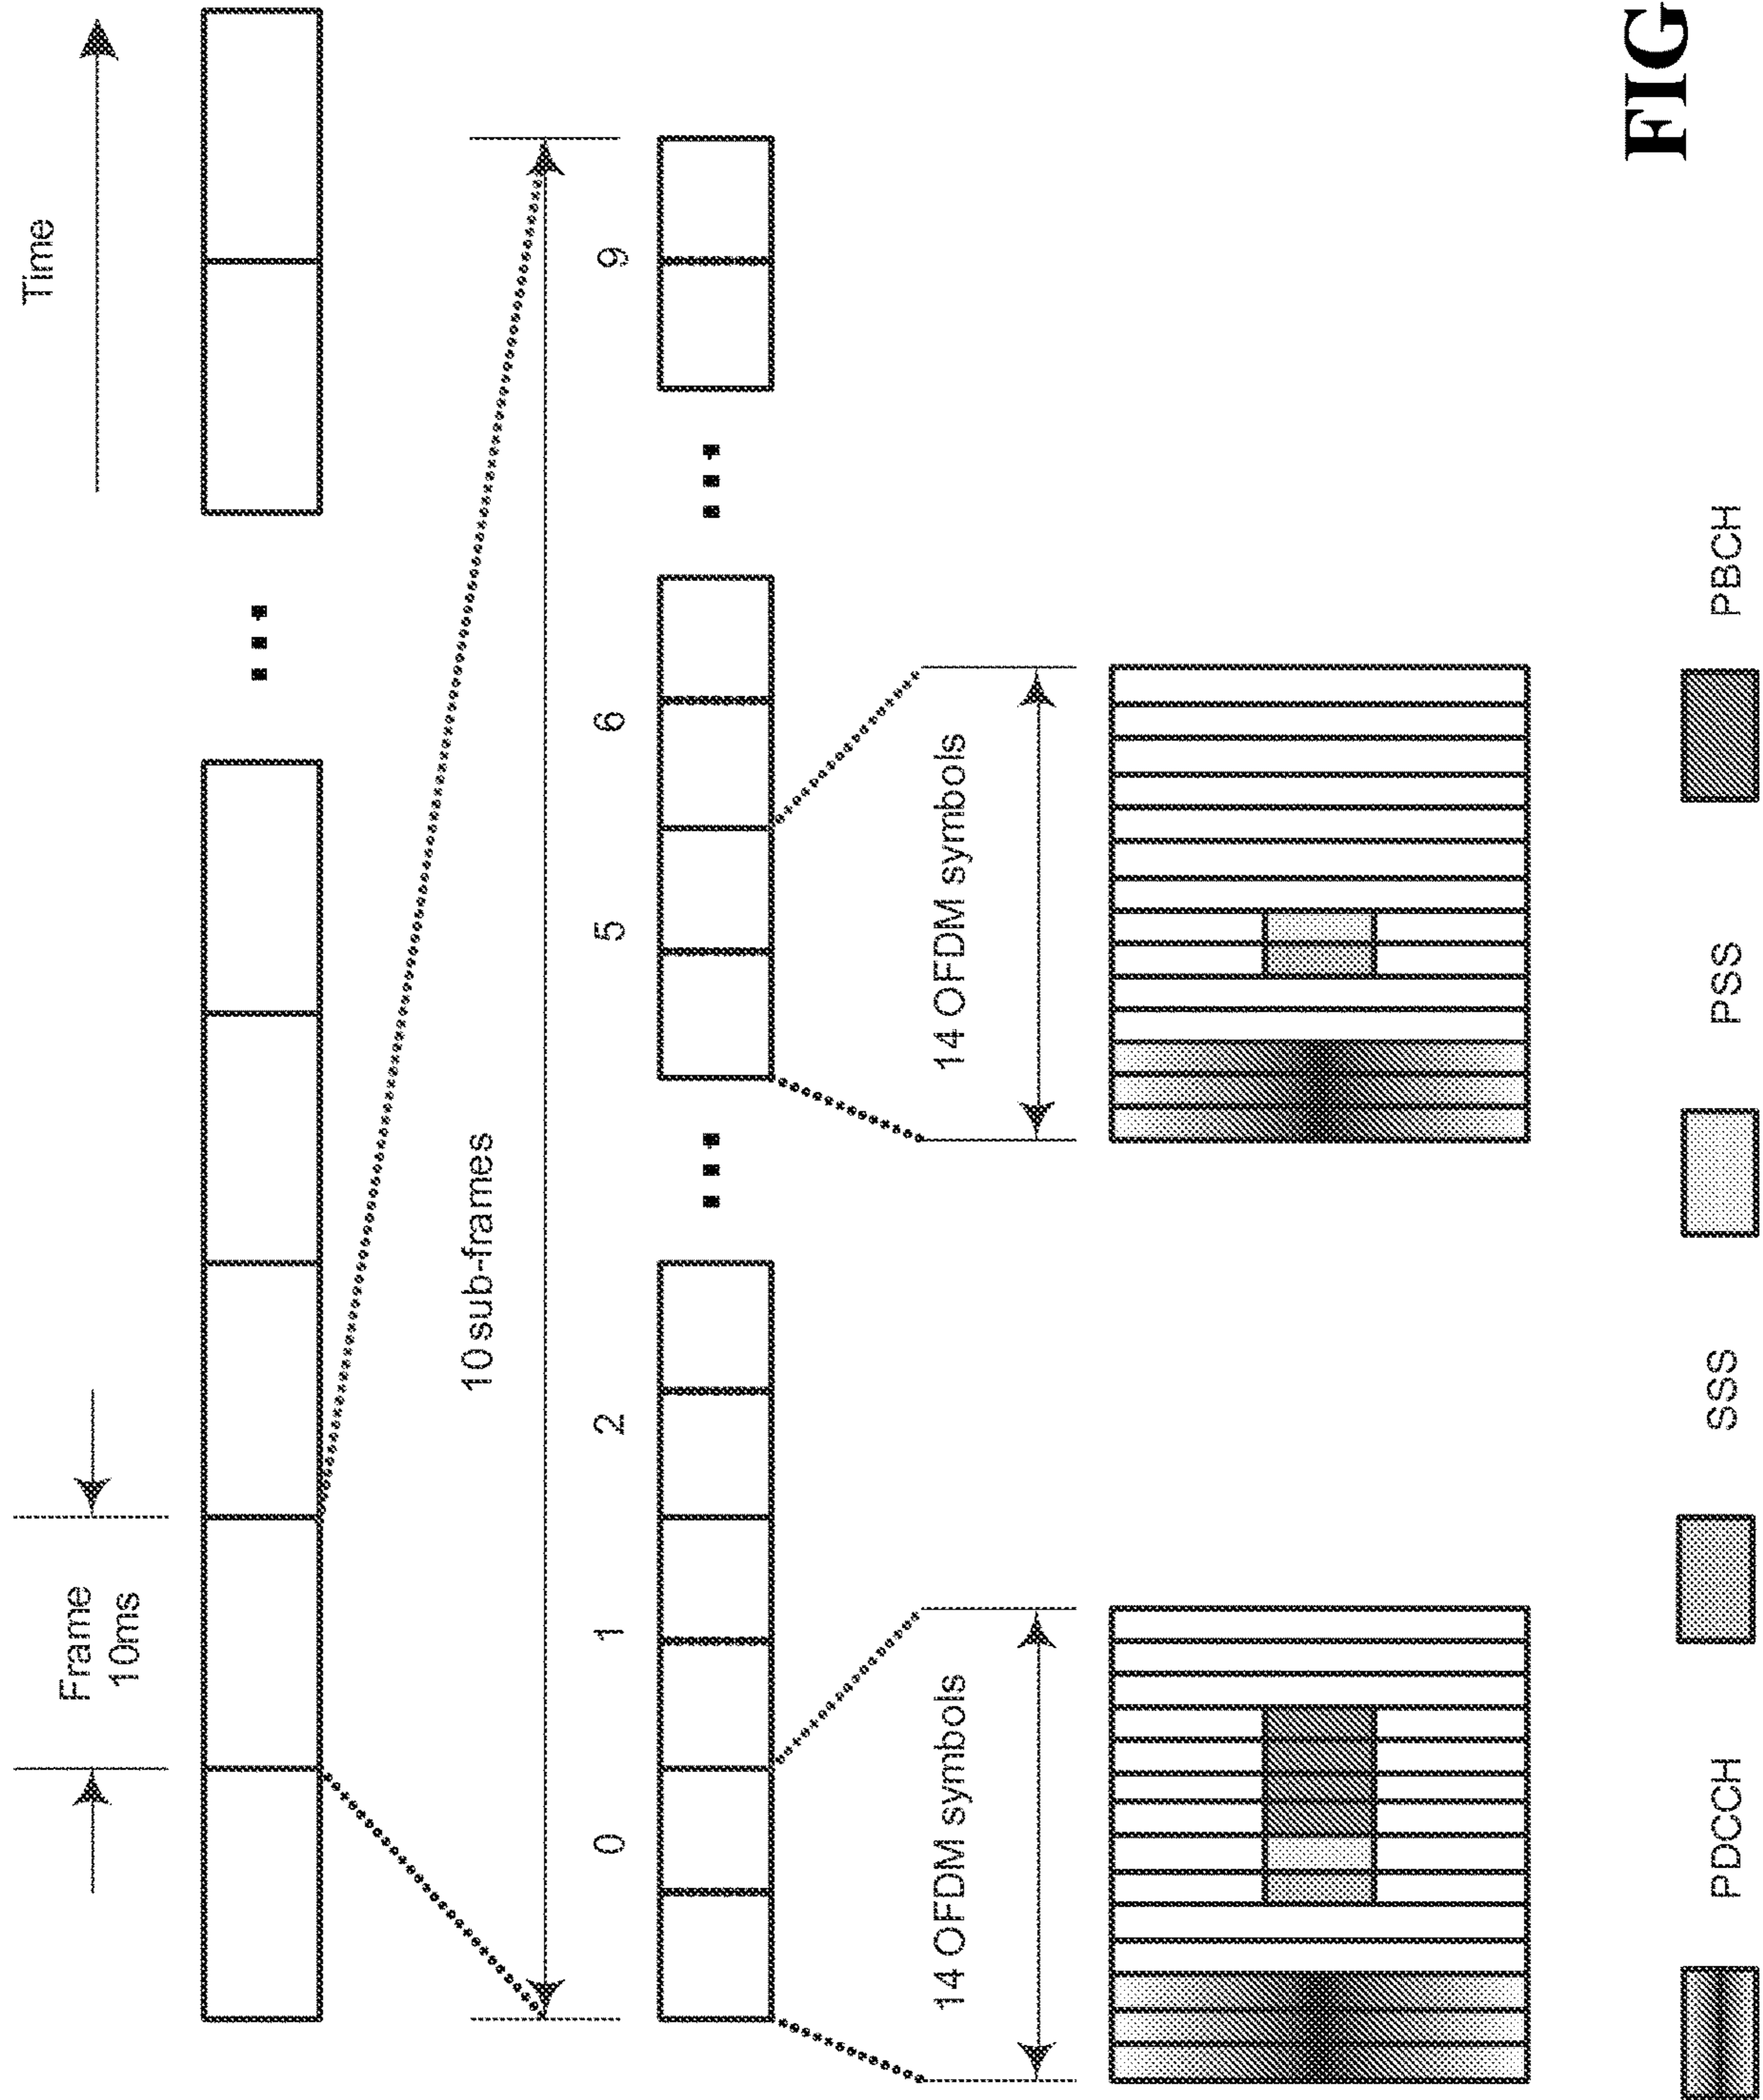 Time
Frame
10ms
10 sub-frames
0 1 2 5 6 9
14 OFDM symbols
14 OFDM symbols
PDCCH
SSS
PSS
PBCH
FIG